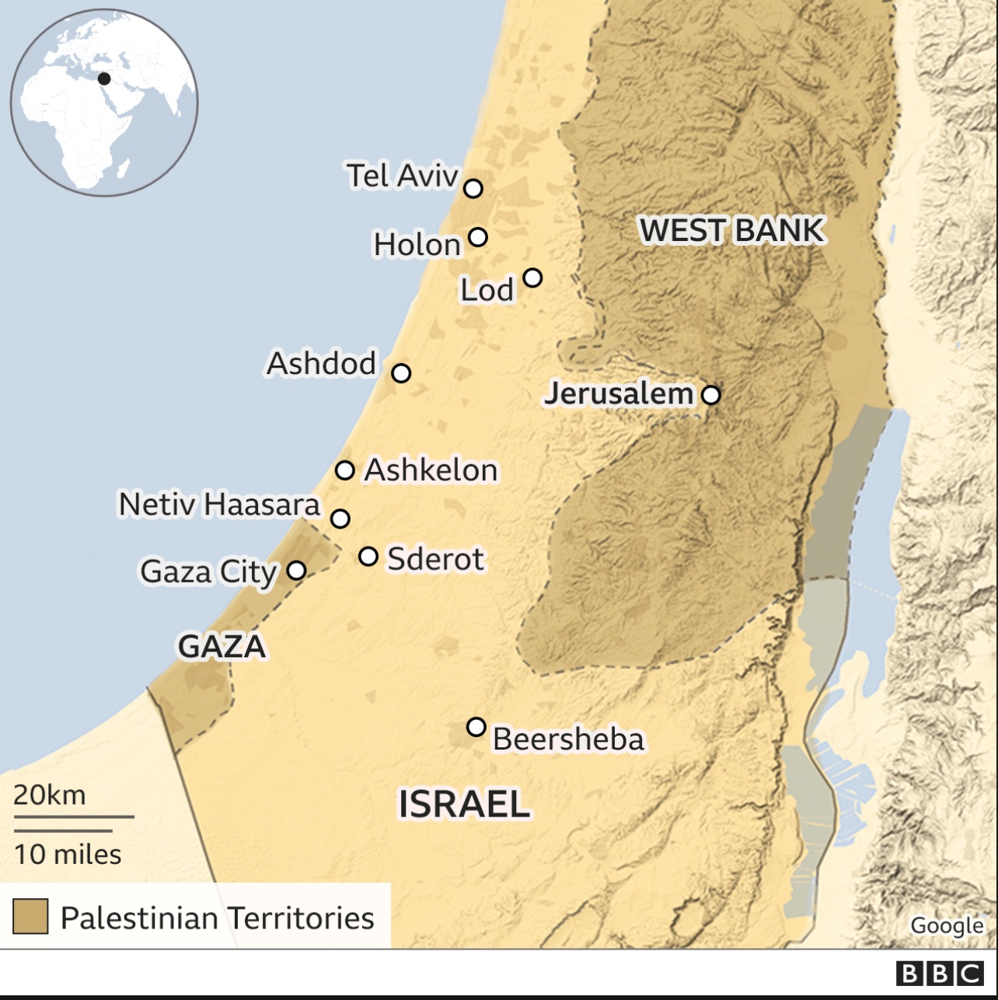 Tel Aviv
Holon
Lod
WEST BANK
Ashdod
Jerusalem
Ashkelon
Netiv Haasara
Sderot
Gaza City
GAZA
Beersheba
ISRAEL
20km
10 miles
Palestinian Territories
Google
BBC